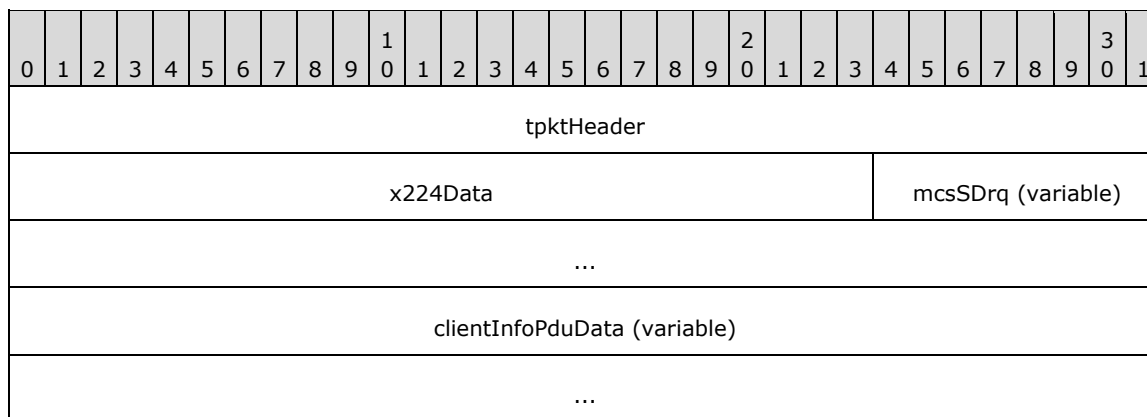 1 2 3
0 1 2 3 4 5 6 7 8 9 0 1 2 3 4 5 6 7 8 9 0 1 2 3 4 5 6 7 8 9 0 1
tpktHeader
x224Data mcsSDrq (variable)
...
clientInfoPduData (variable)
...